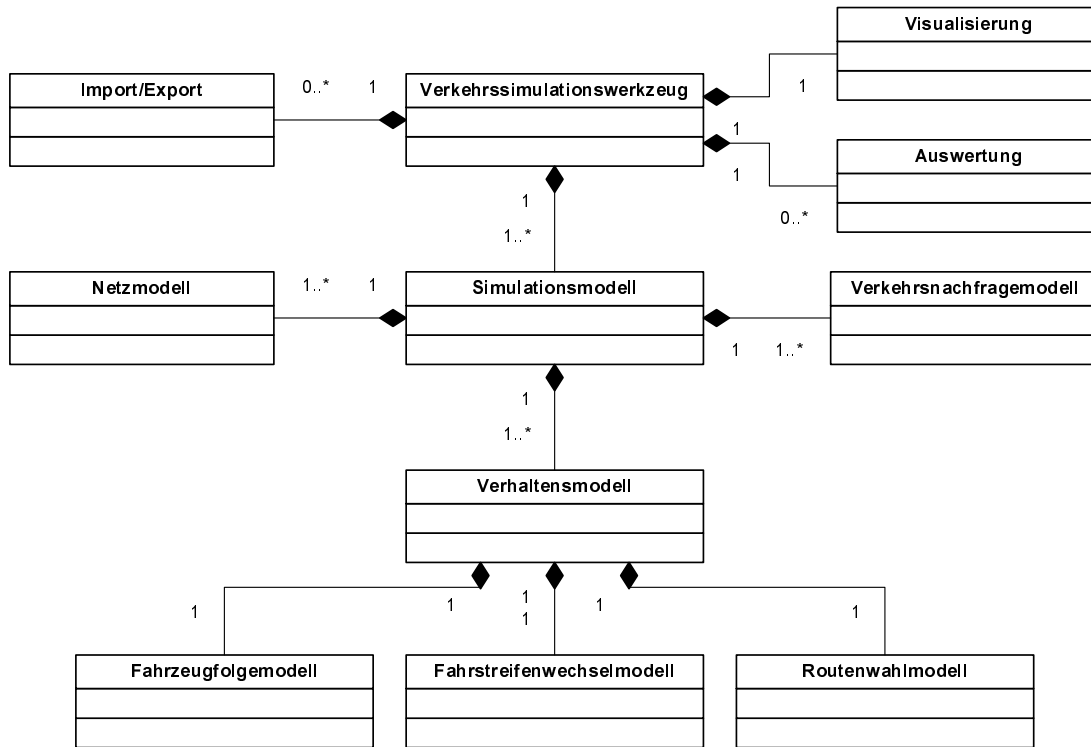 Visualisierung
Import/Export
0..*
1
Verkehrssimulationswerkzeug
1
1
Auswertung
1
0..*
1
1..*
Netzmodell
1..*
1
Simulationsmodell
Verkehrsnachfragemodell
1
1..*
1
1..*
Verhaltensmodell
1
1
1
1
1
1
Fahrzeugfolgemodell
Fahrstreifenwechselmodell
Routenwahlmodell